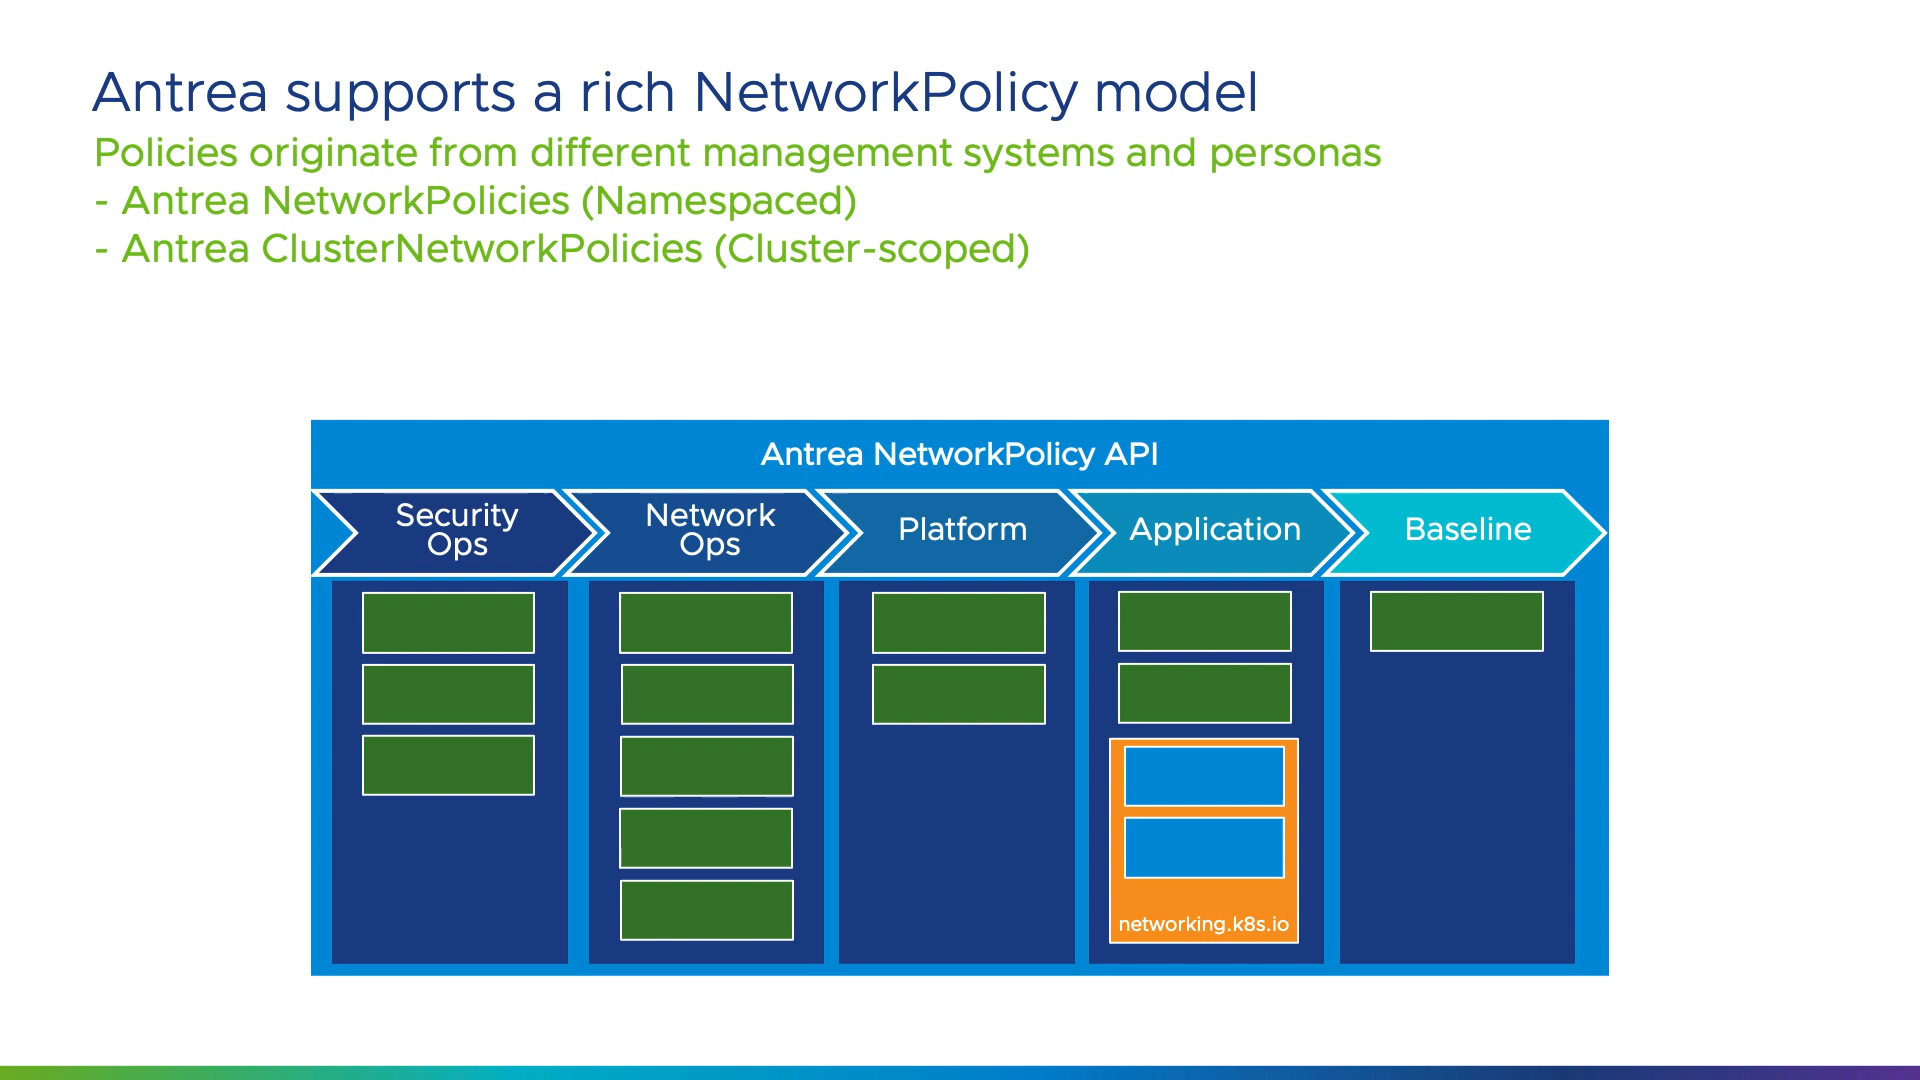 Antrea supports a rich NetworkPolicy model
Policies originate from different management systems and personas
- Antrea NetworkPolicies (Namespaced)
- Antrea ClusterNetworkPolicies (Cluster-scoped)
Antrea NetworkPolicy API
Security
Ops
Network
Ops
Platform
Application
Baseline
networking.k8s.io